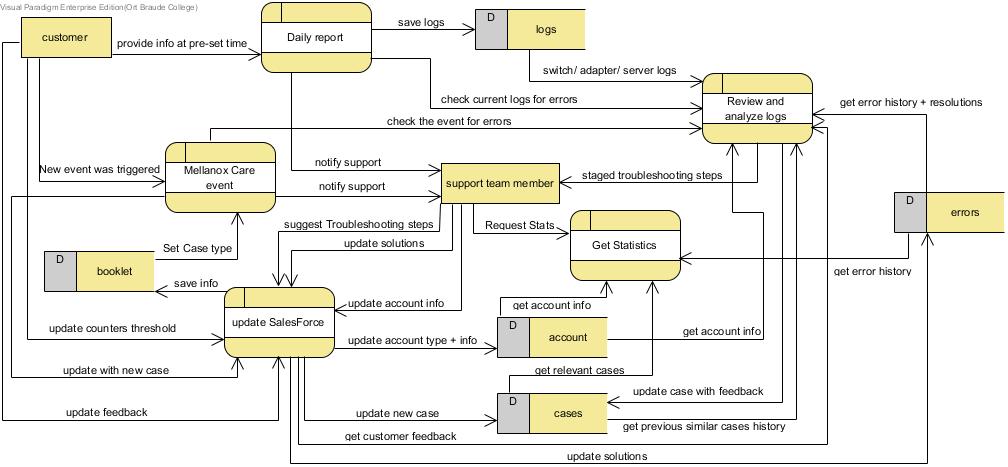 Visual Paradigm Enterprise Edition(Ort Braude College)
customer
provide info at pre-set time
Daily report
save logs
D
logs
switch/ adapter/ server logs
check current logs for errors
Review and
analyze logs
get error history + resolutions
check the event for errors
New event was triggered
Mellanox Care
event
notify support
notify support
support team member
staged troubleshooting steps
D
errors
suggest Troubleshooting steps
update solutions
Request Stats
Get Statistics
get error history
Set Case type
D
booklet
save info
update SalesForce
update account info
get account info
update counters threshold
update account type + info
D
account
get account info
update with new case
get relevant cases
update case with feedback
update feedback
update new case
D
cases
get previous similar cases history
get customer feedback
update solutions